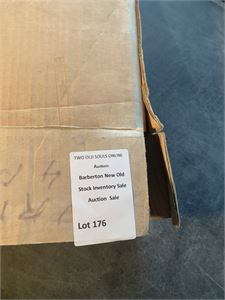 TWO OLD SOULS ONLINE
Auctions
Barberton New Old
Stock Inventory Sale
Auction Sale
Lot 176